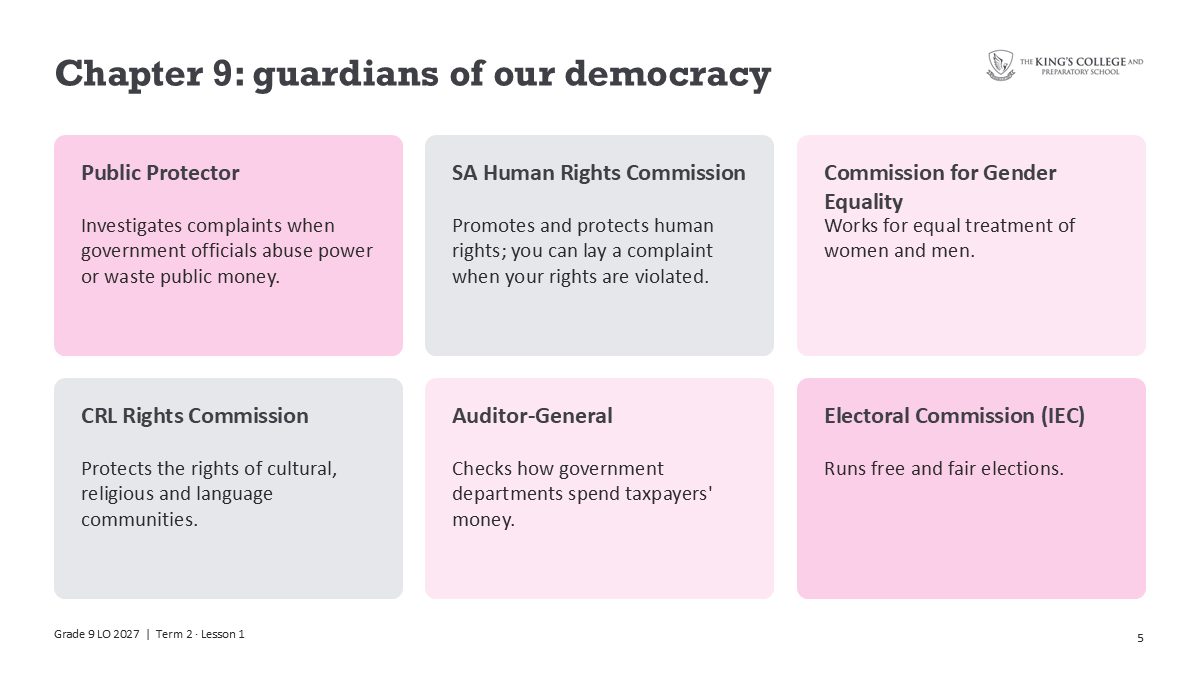 Chapter 9: guardians of our democracy
THE KING'S COLLEGE AND
PREPARATORY SCHOOL
Public Protector
Investigates complaints when
government officials abuse power
or waste public money.
SA Human Rights Commission
Promotes and protects human
rights; you can lay a complaint
when your rights are violated.
Commission for Gender
Equality
Works for equal treatment of
women and men.
CRL Rights Commission
Protects the rights of cultural,
religious and language
communities.
Auditor-General
Checks how government
departments spend taxpayers'
money.
Electoral Commission (IEC)
Runs free and fair elections.
Grade 9 LO 2027 | Term 2 · Lesson 1
5